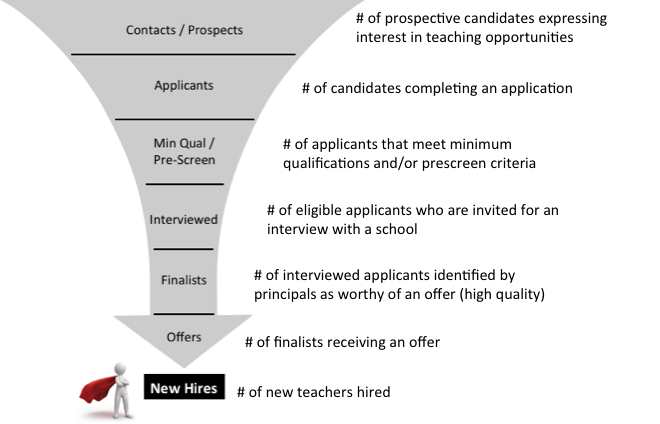 Contacts / Prospects
# of prospective candidates expressing
interest in teaching opportunities
Applicants
# of candidates completing an application
Min Qual /
Pre-Screen
# of applicants that meet minimum
qualifications and/or prescreen criteria
Interviewed
# of eligible applicants who are invited for an
interview with a school
Finalists
# of interviewed applicants identified by
principals as worthy of an offer (high quality)
Offers
# of finalists receiving an offer
New Hires
# of new teachers hired